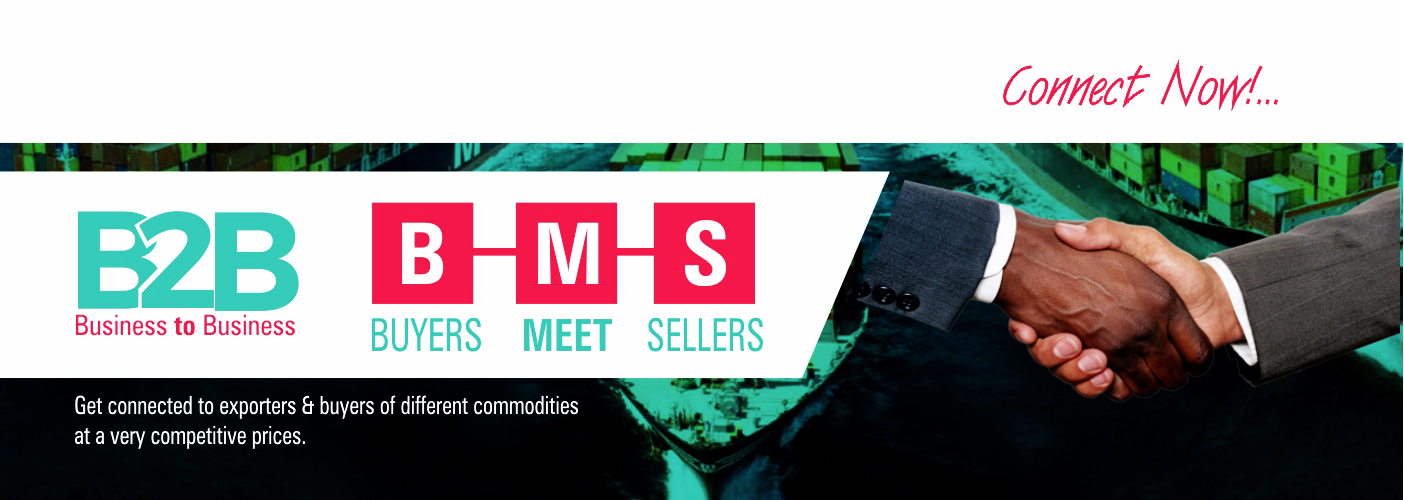 Connect Now!...
B2B
Business to Business
B M S
BUYERS MEET SELLERS
Get connected to exporters & buyers of different commodities
at a very competitive prices.